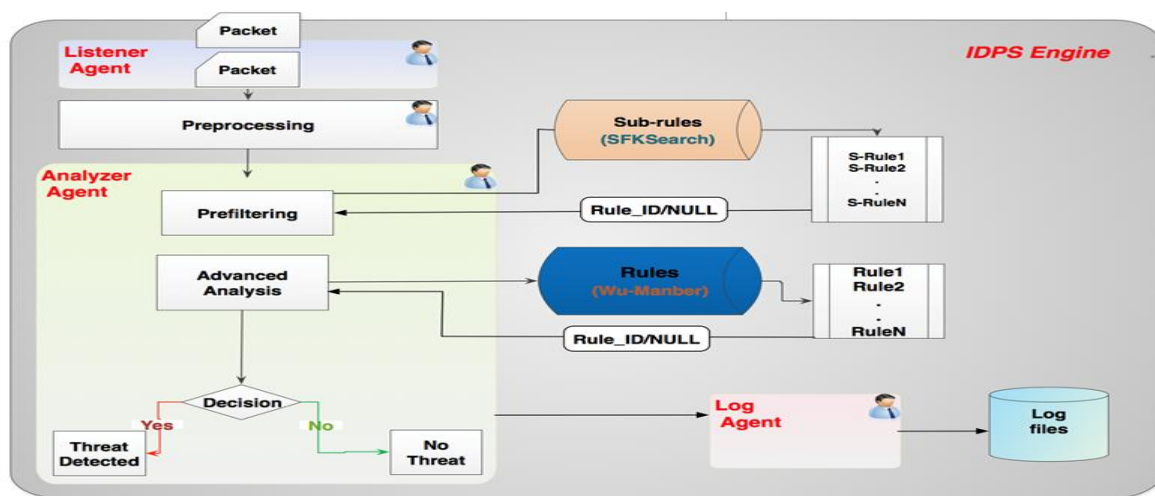 Packet
IDPS Engine
Listener
Agent
Packet
Preprocessing
Sub-rules
(SFKSearch)
S-Rule1
S-Rule2
.
.
S-RuleN
Analyzer
Agent
Prefiltering
Rule_ID/NULL
Advanced
Analysis
Rules
(Wu-Manber)
Rule1
Rule2
.
.
RuleN
Rule_ID/NULL
Decision
Yes
No
Threat
Detected
No
Threat
Log
Agent
Log
files